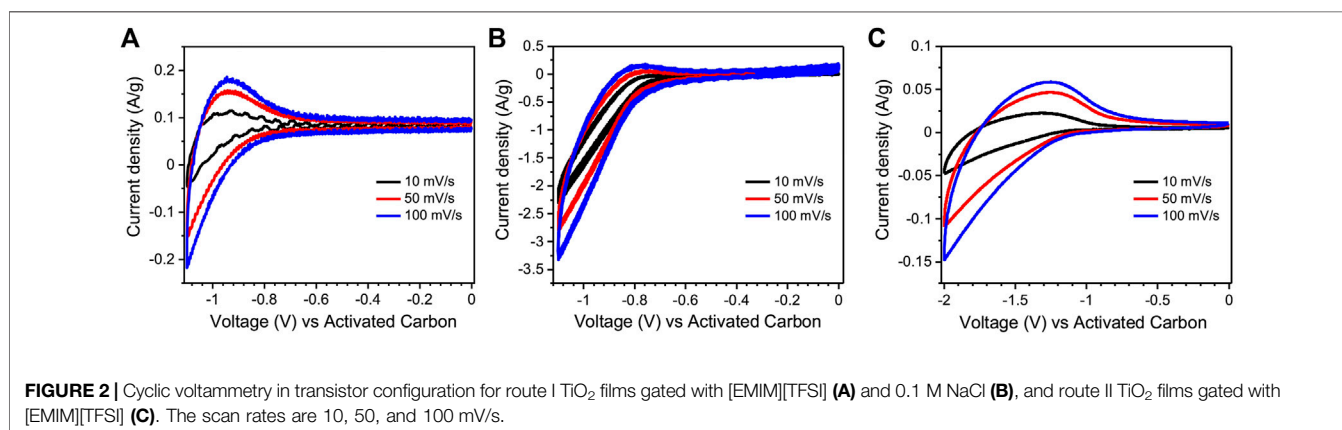 A
Current density (A/g)
0.2
0.1
0
0.1
-0.2
10 mV/s
50 mV/s
100 mV/s
-1
-0.8
-0.6
-0.4
-0.2
0
Voltage (V) vs Activated Carbon
B
Current density (A/g)
0.5
0
-0.5
-1.0
-1.5
-2
-2.5
-3
-3.5
10 mV/s
50 mV/s
100 mV/s
-1
-0.8
-0.6
-0.4
-0.2
0
Voltage (V) vs Activated Carbon
C
Current density (A/g)
0.1
0.05
0
-0.05
-0.1
-0.15
10 mV/s
50 mV/s
100 mV/s
-2
-1.5
-1
-0.5
0
Voltage (V) vs Activated Carbon
FIGURE 2 | Cyclic voltammetry in transistor configuration for route I TiO₂ films gated with [EMIM][TFSI] (A) and 0.1 M NaCl (B), and route II TiO₂ films gated with
[EMIM][TFSI] (C). The scan rates are 10, 50, and 100 mV/s.